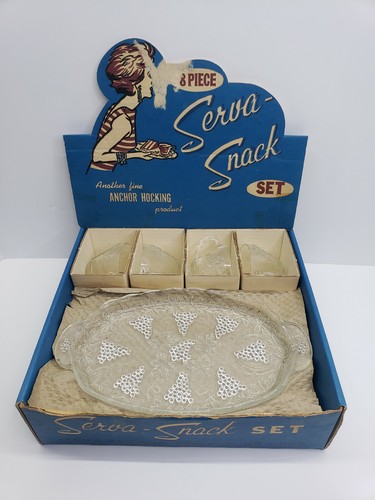 8 PIECE
Serva-
Snack
SET
Another fine
ANCHOR HOCKING
product
Serva-Snack SET